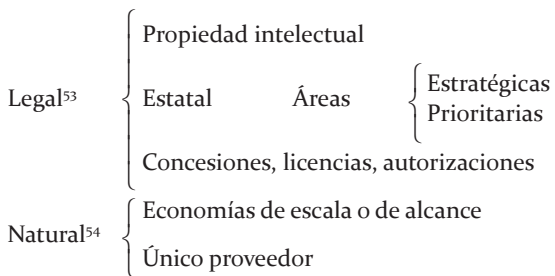 Propiedad intelectual
Legal⁵³ Estatal Áreas Estratégicas
Prioritarias
Concesiones, licencias, autorizaciones
Economías de escala o de alcance
Natural⁵⁴
Único proveedor